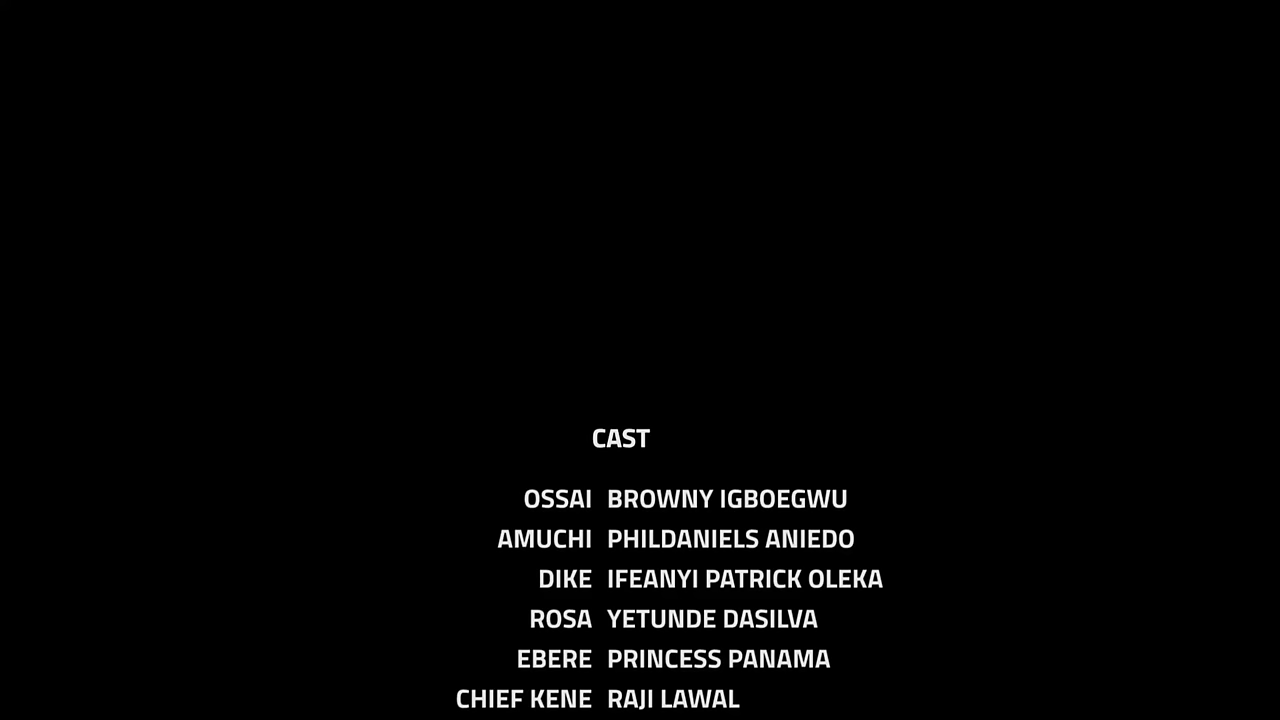 CAST
OSSAI BROWNY IGBOEGWU
AMUCHI PHILDANIELS ANIEDO
DIKE IFEANYI PATRICK OLEKA
ROSA YETUNDE DASILVA
EBERE PRINCESS PANAMA
CHIEF KENE RAJI LAWAL